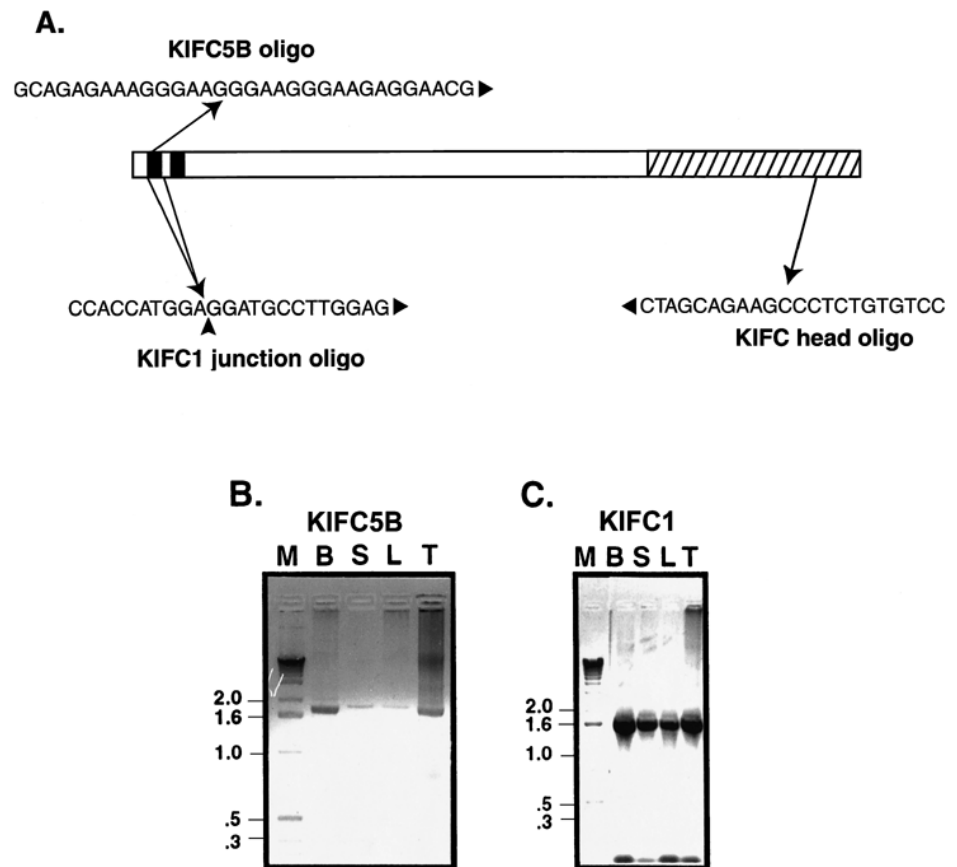 A.
KIFC5B oligo
GCAGAGAAAGGGAAGGGAAGGGAAGAGGAACG
CCACCATGGAGGATGCCTTGGAG
KIFC1 junction oligo
CTAGCAGAAGCCCTCTGTGTCC
KIFC head oligo
B.
KIFC5B
M B S L T
2.0
1.6
1.0
.5
.3
C.
KIFC1
M B S L T
2.0
1.6
1.0
.5
.3